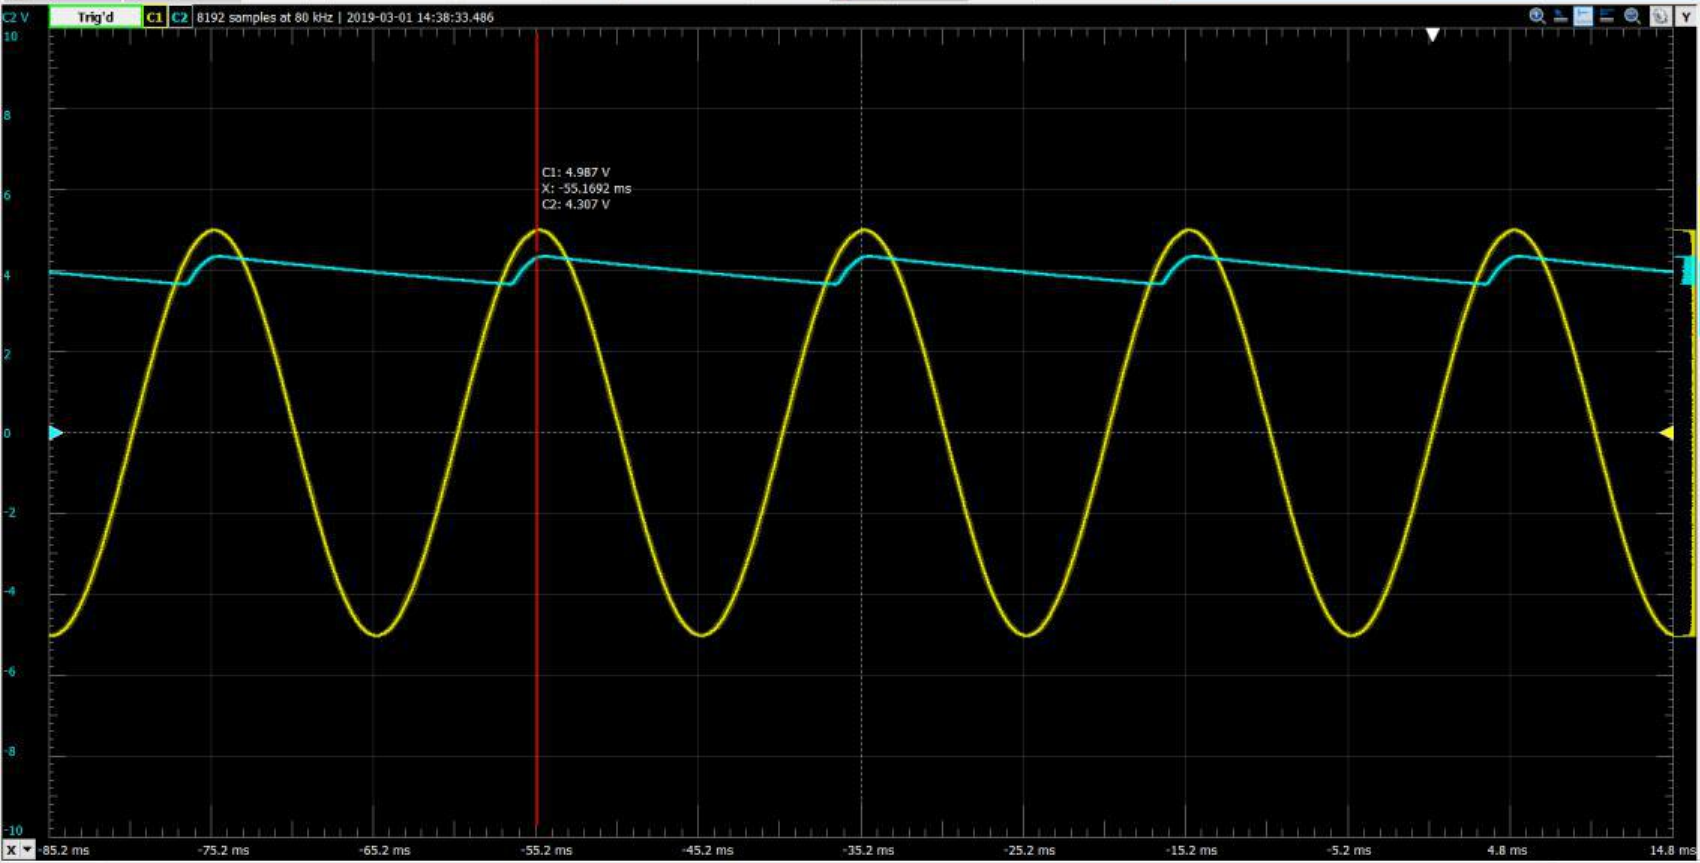 C2 V Trig'd C1 C2 8192 samples at 80 kHz | 2019-03-01 14:38:33.486 Y
10
8
6
C1: 4.987 V
X: -55.1692 ms
C2: 4.307 V
4
2
0
-2
-4
-6
-8
-10
X -85.2 ms -75.2 ms -65.2 ms -55.2 ms -45.2 ms -35.2 ms -25.2 ms -15.2 ms -5.2 ms 4.8 ms 14.8 ms